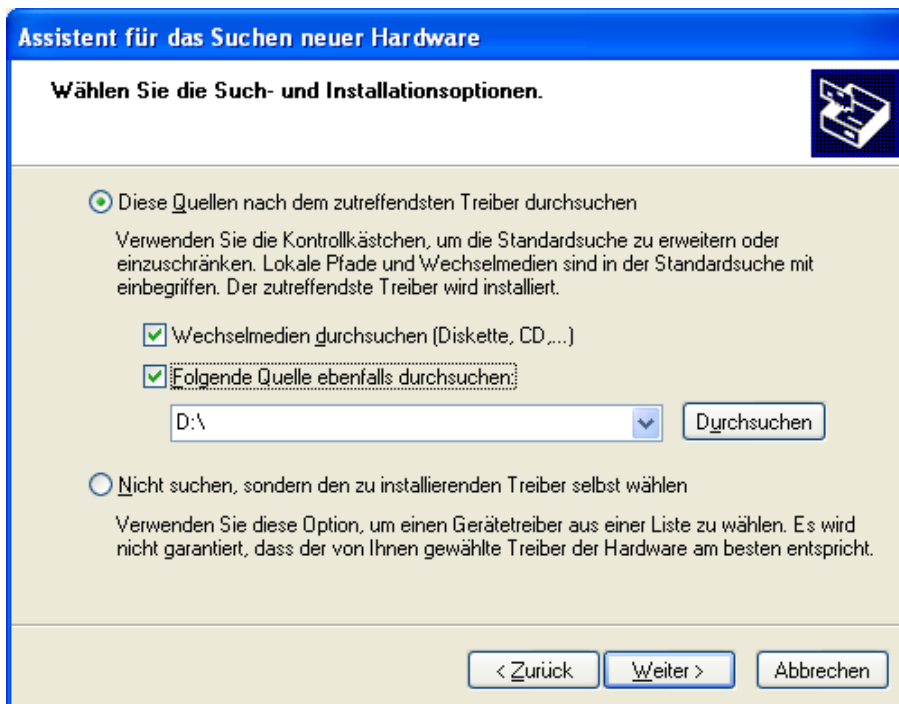 Assistent für das Suchen neuer Hardware
Wählen Sie die Such- und Installationsoptionen.
Diese Quellen nach dem zutreffendsten Treiber durchsuchen
Verwenden Sie die Kontrollkästchen, um die Standardsuche zu erweitern oder
einzuschränken. Lokale Pfade und Wechselmedien sind in der Standardsuche mit
einbegriffen. Der zutreffendste Treiber wird installiert.
Wechselmedien durchsuchen (Diskette, CD,...)
Folgende Quelle ebenfalls durchsuchen:
D:\ Durchsuchen
Nicht suchen, sondern den zu installierenden Treiber selbst wählen
Verwenden Sie diese Option, um einen Gerätetreiber aus einer Liste zu wählen. Es wird
nicht garantiert, dass der von Ihnen gewählte Treiber der Hardware am besten entspricht.
< Zurück Weiter > Abbrechen